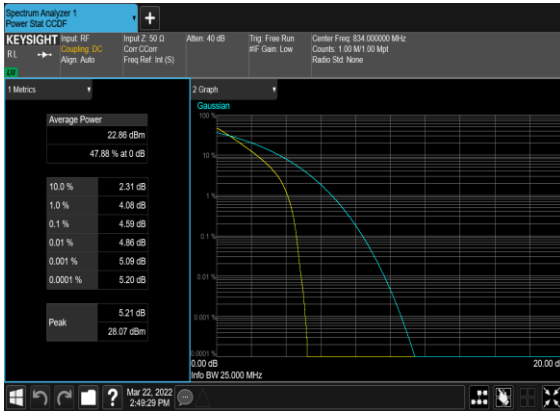 Spectrum Analyzer 1
Power Stat CCDF
+
KEYSIGHT
RL
Input: RF
Coupling: DC
Align: Auto
Input Z: 50 Ω
Corr CCorr
Freq Ref: Int (S)
Atten: 40 dB
Trig: Free Run
#IF Gain: Low
Center Freq: 834.000000 MHz
Counts: 1.00 M/1.00 Mpt
Radio Std: None
1 Metrics
Average Power
22.86 dBm
47.88 % at 0 dB
10.0 % 2.31 dB
1.0 % 4.08 dB
0.1 % 4.59 dB
0.01 % 4.86 dB
0.001 % 5.09 dB
0.0001 % 5.20 dB
Peak
5.21 dB
28.07 dBm
2 Graph
Gaussian
100 %
10 %
1 %
0.1 %
0.01 %
0.001 %
0.0001 %
0.00 dB
20.00 dB
Info BW 25.000 MHz
?
Mar 22, 2022
2:49:29 PM